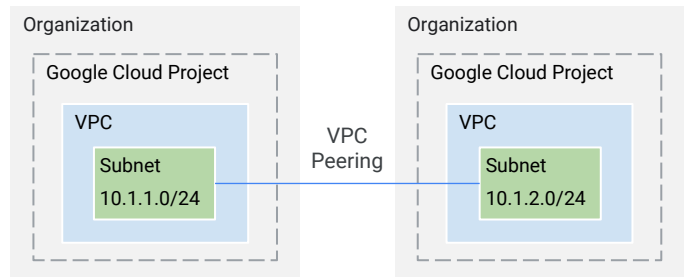 Organization
Google Cloud Project
VPC
Subnet
10.1.1.0/24
VPC
Peering
Organization
Google Cloud Project
VPC
Subnet
10.1.2.0/24